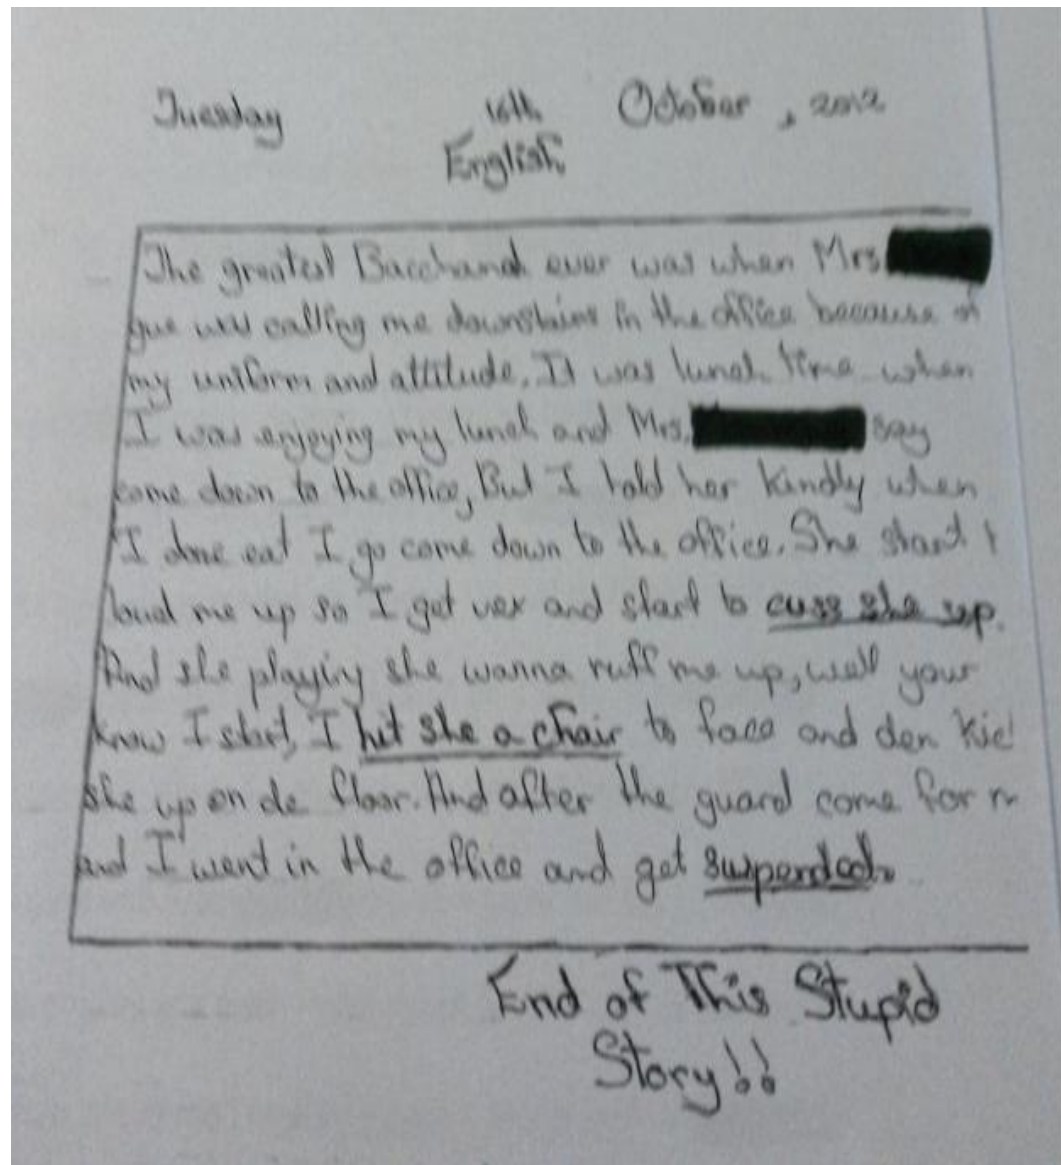 Tuesday 16th October, 2012
English
The greatest Bacchanal ever was when Mrs
calling me downstairs in the office because of
my uniform and attitude. It was lunch time when
I was enjoying my lunch and Mrs. say
come down to the office, But I told her kindly when
I done eat I go come down to the office. She start t
loud me up so I get vex and start to cuss she up.
And she playing she wanna ruff me up, well your
know I start, I hit she a chair to face and den kic
she up on de floor. And after the guard come for m
and I went in the office and get suspended.
End of This Stupid
Story!!